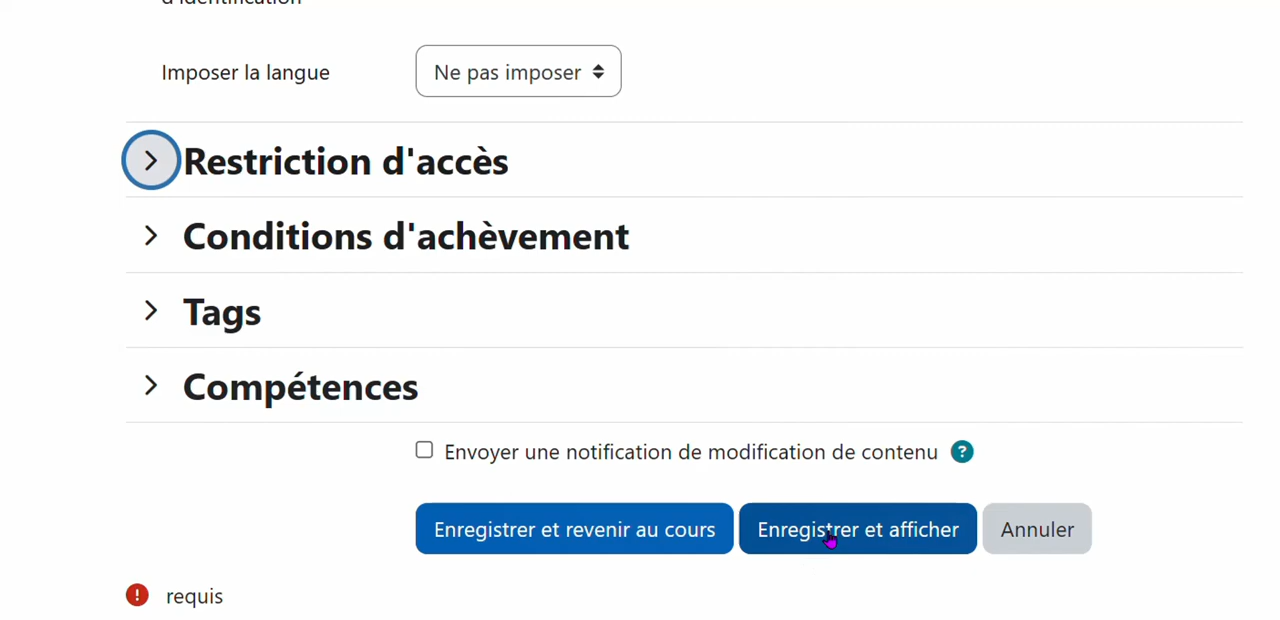 d'identification
Imposer la langue
Ne pas imposer
Restriction d'accès
Conditions d'achèvement
Tags
Compétences
Envoyer une notification de modification de contenu ?
Enregistrer et revenir au cours Enregistrer et afficher Annuler
! requis